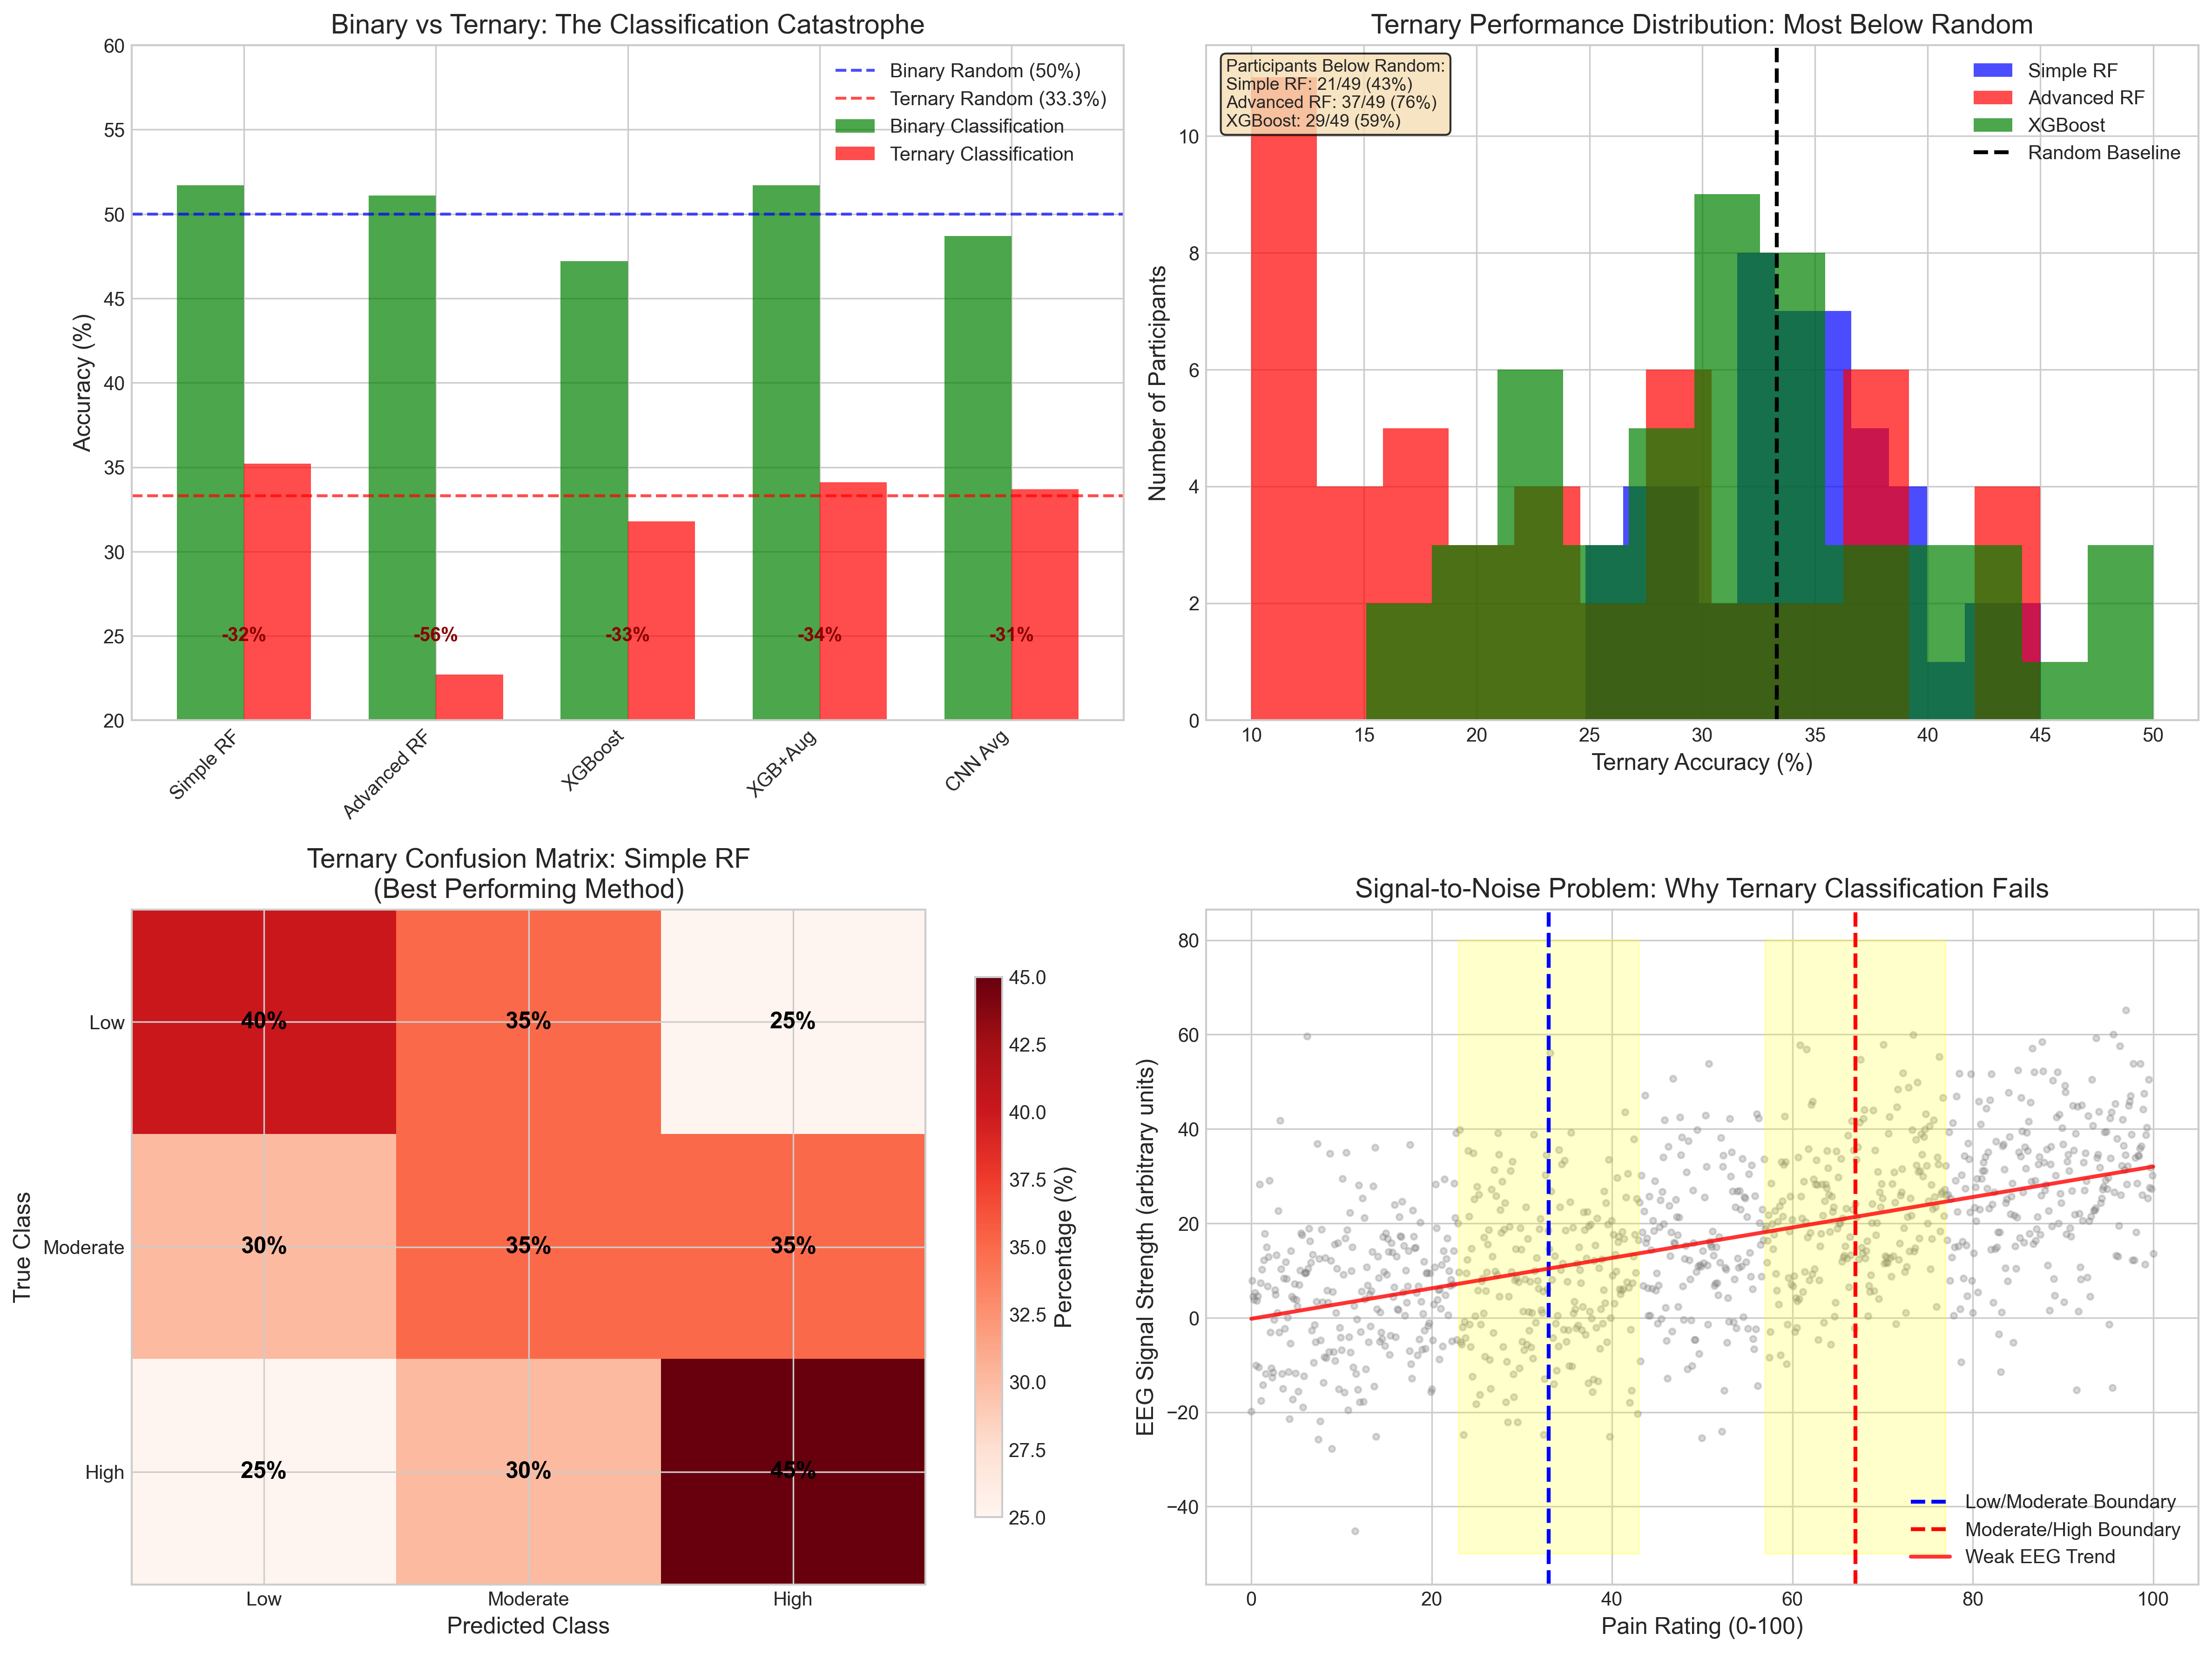 Binary vs Ternary: The Classification Catastrophe
Accuracy (%)
60
55
50
45
40
35
30
25
20
Binary Random (50%)
Ternary Random (33.3%)
Binary Classification
Ternary Classification
-32%
-56%
-33%
-34%
-31%
Simple RF
Advanced RF
XGBoost
XGB+Aug
CNN Avg
Ternary Performance Distribution: Most Below Random
Number of Participants
10
8
6
4
2
0
Participants Below Random:
Simple RF: 21/49 (43%)
Advanced RF: 37/49 (76%)
XGBoost: 29/49 (59%)
Simple RF
Advanced RF
XGBoost
Random Baseline
10 15 20 25 30 35 40 45 50
Ternary Accuracy (%)
Ternary Confusion Matrix: Simple RF
(Best Performing Method)
True Class
Low
Moderate
High
40% 35% 25%
30% 35% 35%
25% 30% 45%
Low Moderate High
Predicted Class
45.0
42.5
40.0
37.5
35.0
32.5
30.0
27.5
25.0
Percentage (%)
Signal-to-Noise Problem: Why Ternary Classification Fails
EEG Signal Strength (arbitrary units)
80
60
40
20
0
−20
−40
Low/Moderate Boundary
Moderate/High Boundary
Weak EEG Trend
0 20 40 60 80 100
Pain Rating (0-100)